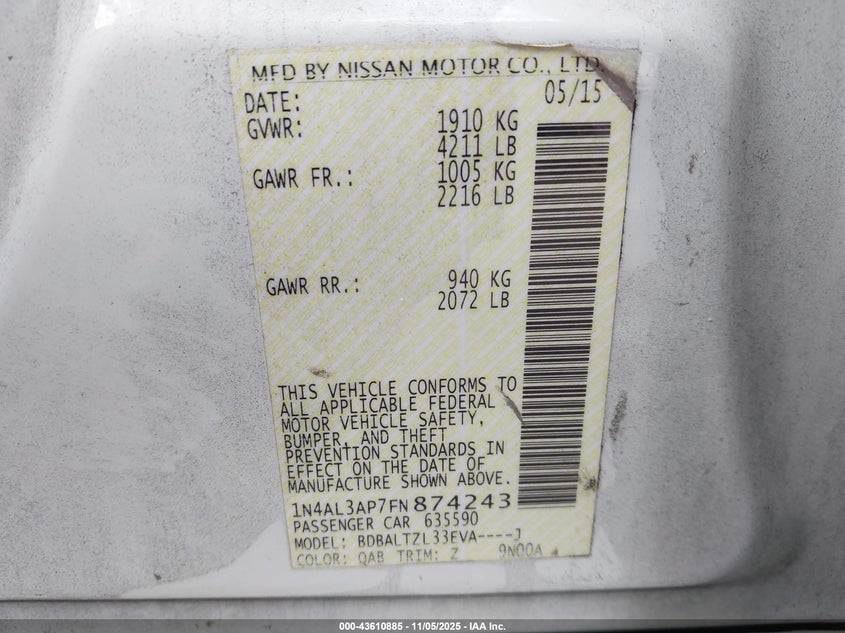 MFD BY NISSAN MOTOR CO., LTD
DATE: 05/15
GVWR: 1910 KG
4211 LB
GAWR FR.: 1005 KG
2216 LB
GAWR RR.: 940 KG
2072 LB
THIS VEHICLE CONFORMS TO
ALL APPLICABLE FEDERAL
MOTOR VEHICLE SAFETY,
BUMPER, AND THEFT
PREVENTION STANDARDS IN
EFFECT ON THE DATE OF
MANUFACTURE SHOWN ABOVE.
1N4AL3AP7FN874243
PASSENGER CAR 635590
MODEL: BDBALTZL33EVA----J
COLOR: QAB TRIM: Z 9N00A
000-43610885 - 11/05/2025 - IAA Inc.